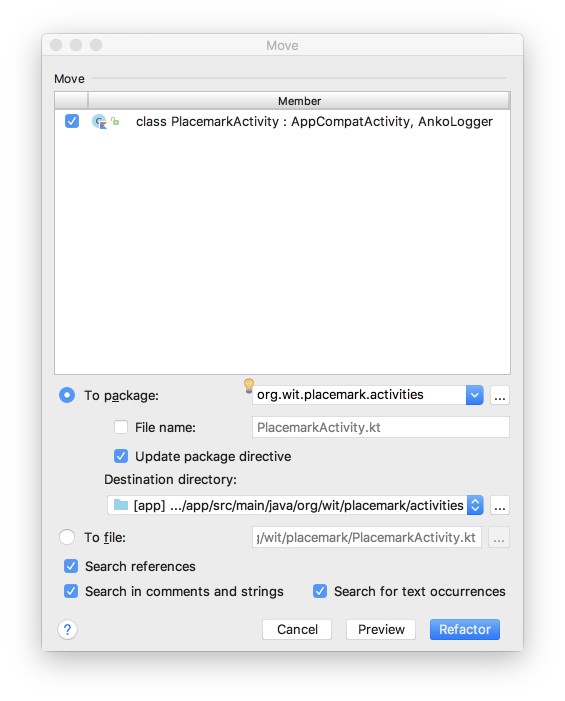 Move
Move
Member
class PlacemarkActivity : AppCompatActivity, AnkoLogger
To package:
org.wit.placemark.activities
...
File name:
PlacemarkActivity.kt
Update package directive
Destination directory:
[app] .../app/src/main/java/org/wit/placemark/activities
...
To file:
/wit/placemark/PlacemarkActivity.kt
...
Search references
Search in comments and strings
Search for text occurrences
?
Cancel
Preview
Refactor